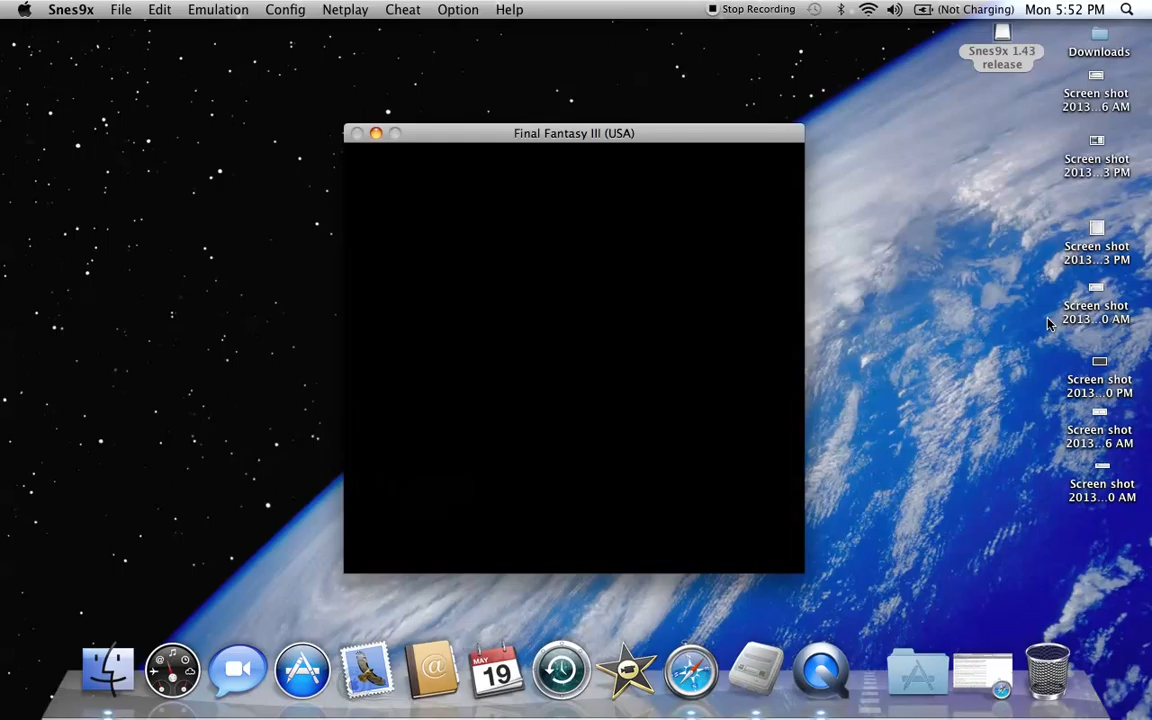 Snes9x File Edit Emulation Config Netplay Cheat Option Help Stop Recording (Not Charging) Mon 5:52 PM
Snes9x 1.43
release
Downloads
Screen shot
2013...6 AM
Screen shot
2013...3 PM
Screen shot
2013...3 PM
Screen shot
2013...0 AM
Screen shot
2013...0 PM
Screen shot
2013...6 AM
Screen shot
2013...0 AM
Final Fantasy III (USA)
MAY
19